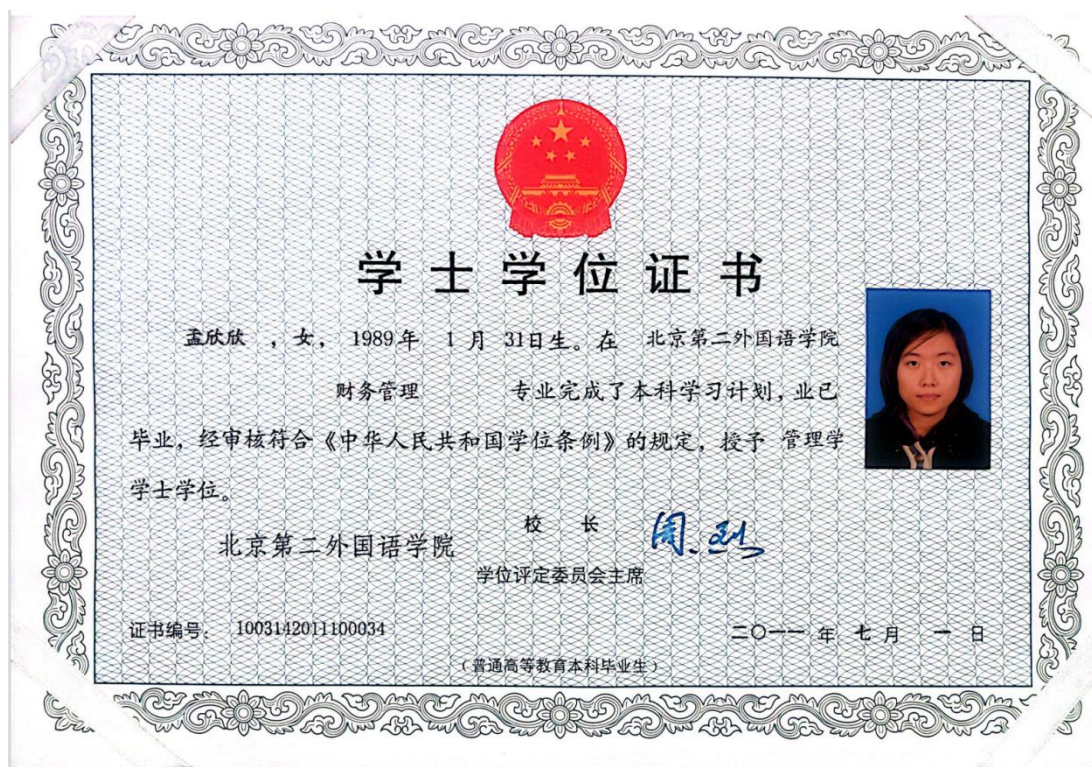 学士学位证书
孟欣欣 ，女， 1989年 1月 31日生。在 北京第二外国语学院
财务管理 专业完成了本科学习计划，业已
毕业，经审核符合《中华人民共和国学位条例》的规定，授予 管理学
学士学位。
校 长 周烈
北京第二外国语学院
学位评定委员会主席
证书编号： 1003142011100034
二〇一一 年 七 月 一 日
（普通高等教育本科毕业生）